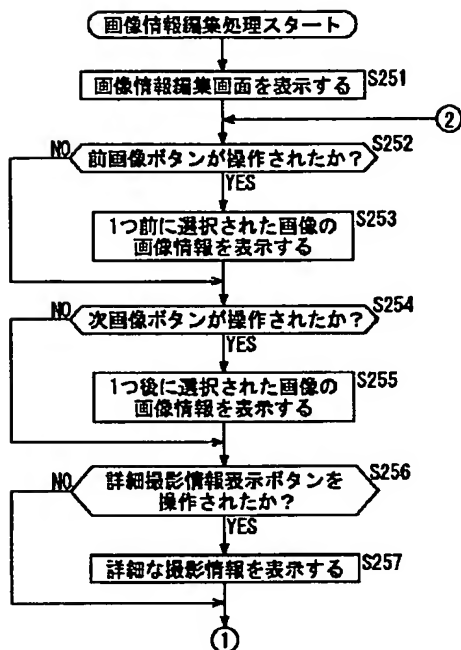 画像情報編集処理スタート
画像情報編集画面を表示する
S251
②
前画像ボタンが操作されたか?
S252
NO
YES
1つ前に選択された画像の
画像情報を表示する
S253
次画像ボタンが操作されたか?
S254
NO
YES
1つ後に選択された画像の
画像情報を表示する
S255
詳細撮影情報表示ボタンを
操作されたか?
S256
NO
YES
詳細な撮影情報を表示する
S257
①